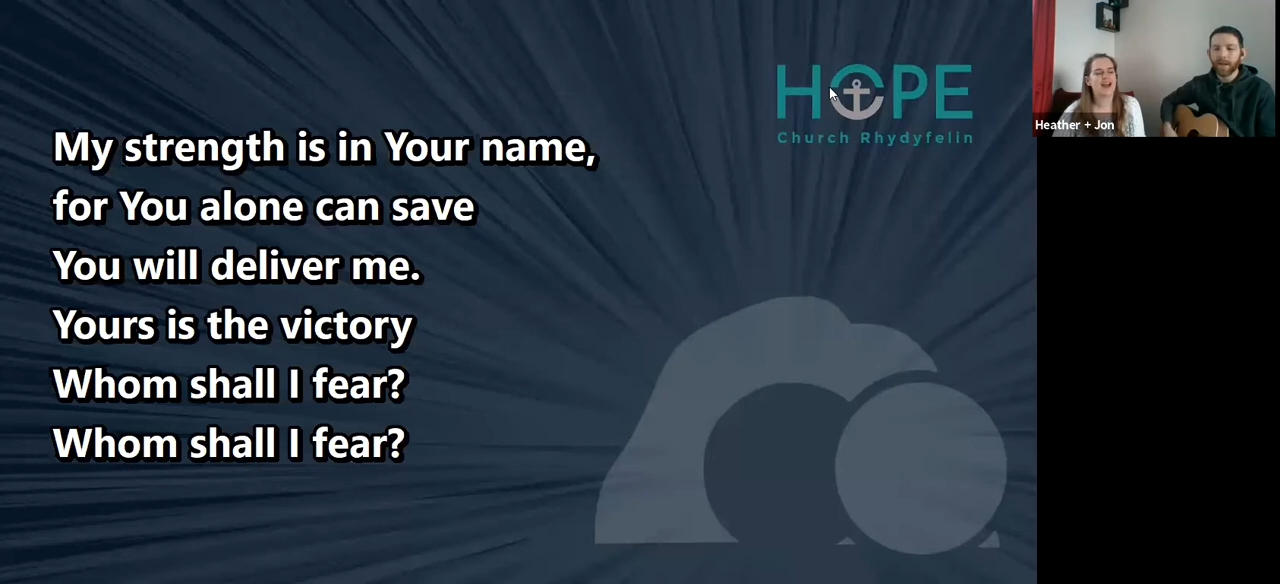 My strength is in Your name,
for You alone can save
You will deliver me.
Yours is the victory
Whom shall I fear?
Whom shall I fear?
HOPE
Church Rhydyfelin
Heather + Jon